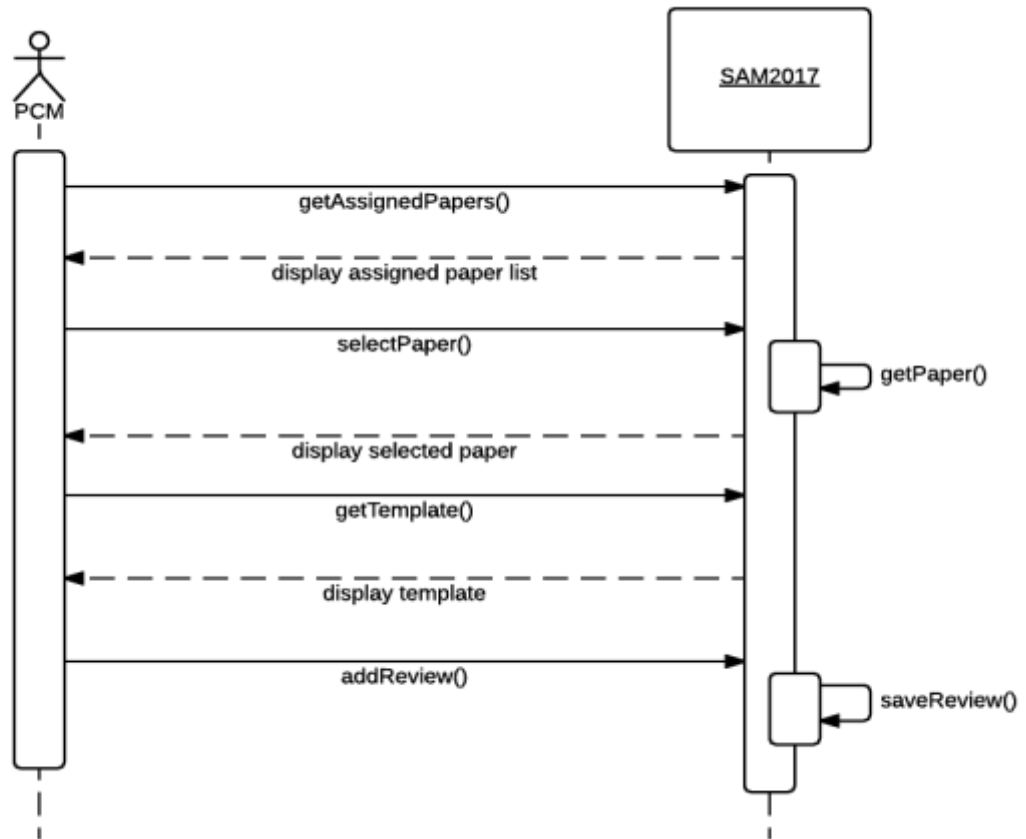 PCM
SAM2017
getAssignedPapers()
display assigned paper list
selectPaper()
getPaper()
display selected paper
getTemplate()
display template
addReview()
saveReview()